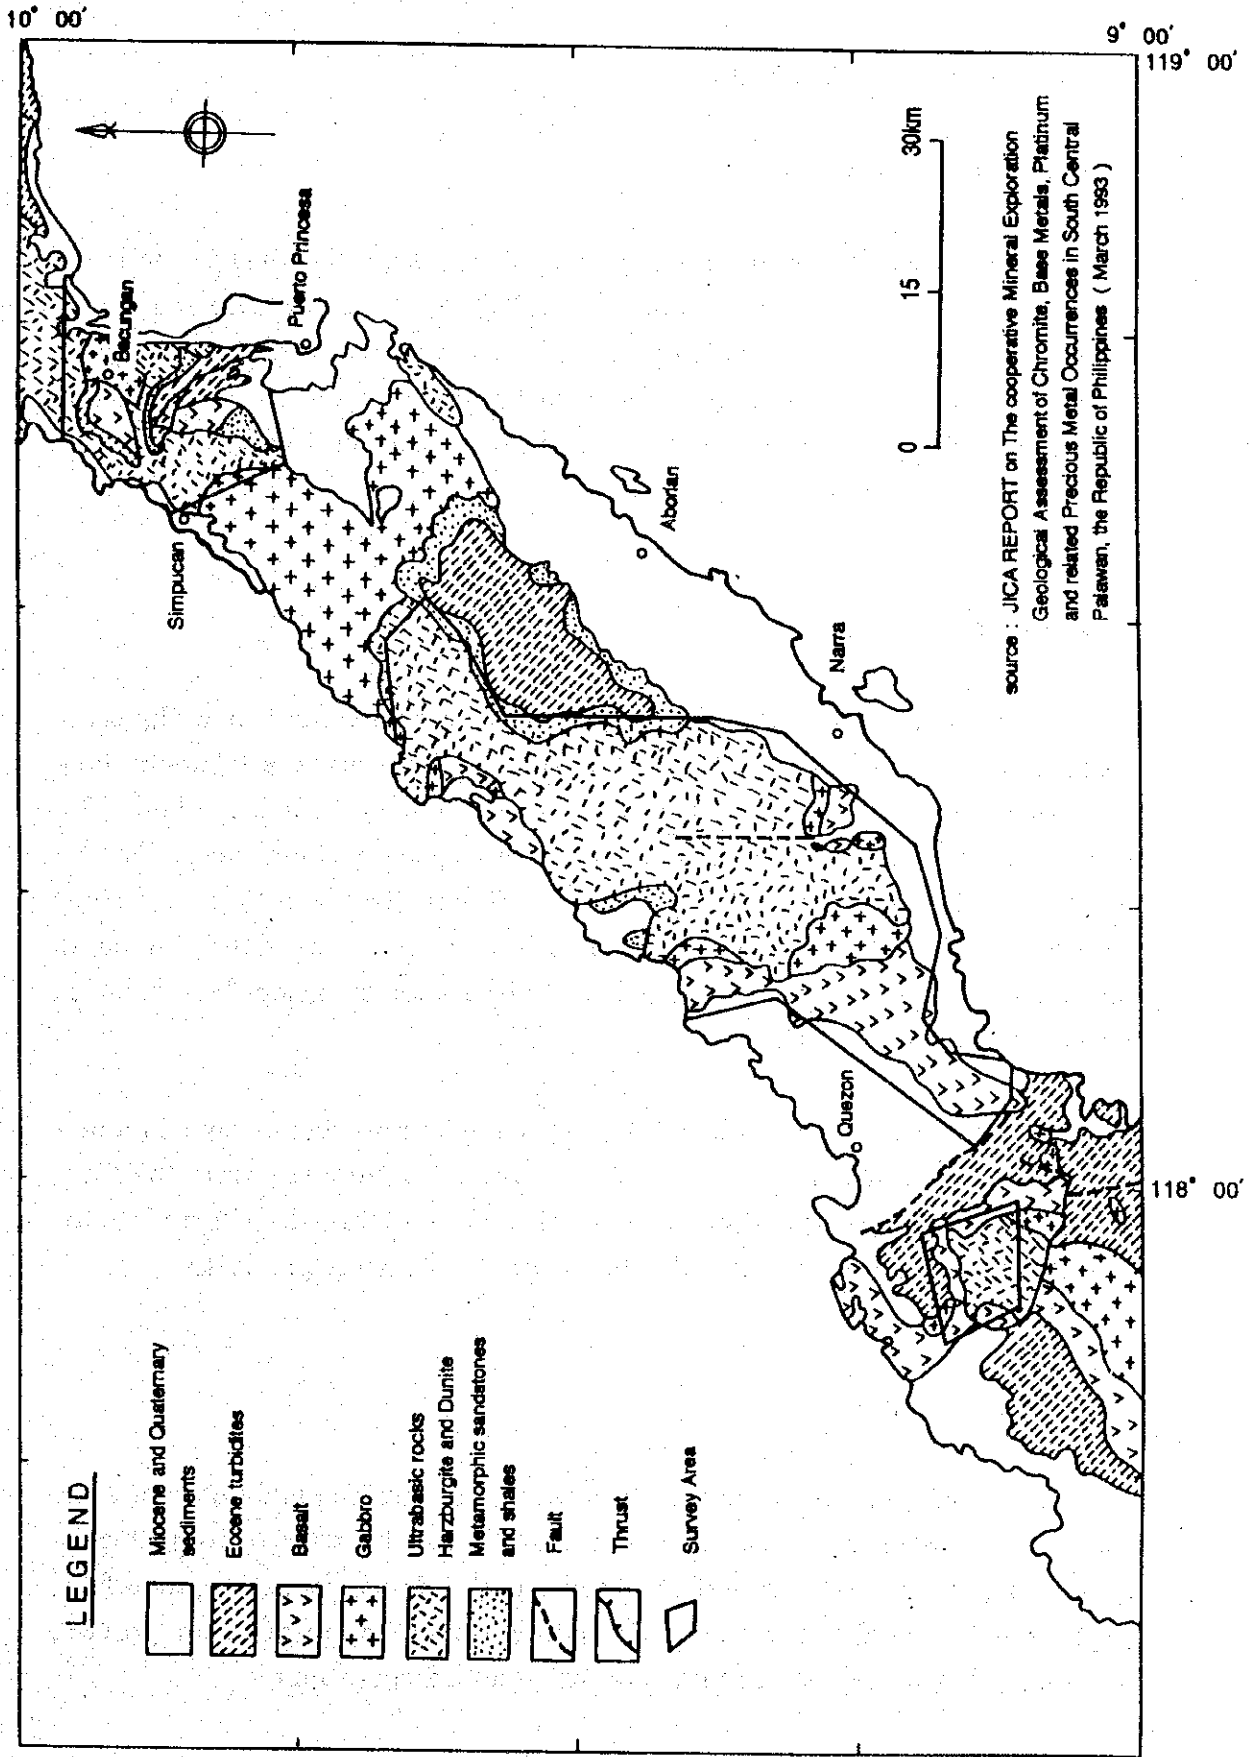 10° 00'
9° 00'
119° 00'
118° 00'
Bacungan
Puerto Princesa
Simpucan
Aborlan
Narra
Quezon
0 15 30km
source : JICA REPORT on The cooperative Mineral Exploration
Geological Assessment of Chromite, Base Metals, Platinum
and related Precious Metal Occurrences in South Central
Palawan, the Republic of Philippines ( March 1993 )
LEGEND
Miocene and Quaternary
sediments
Eocene turbidites
Basalt
Gabbro
Ultrabasic rocks
Harzburgite and Dunite
Metamorphic sandatones
and shales
Fault
Thrust
Survey Area